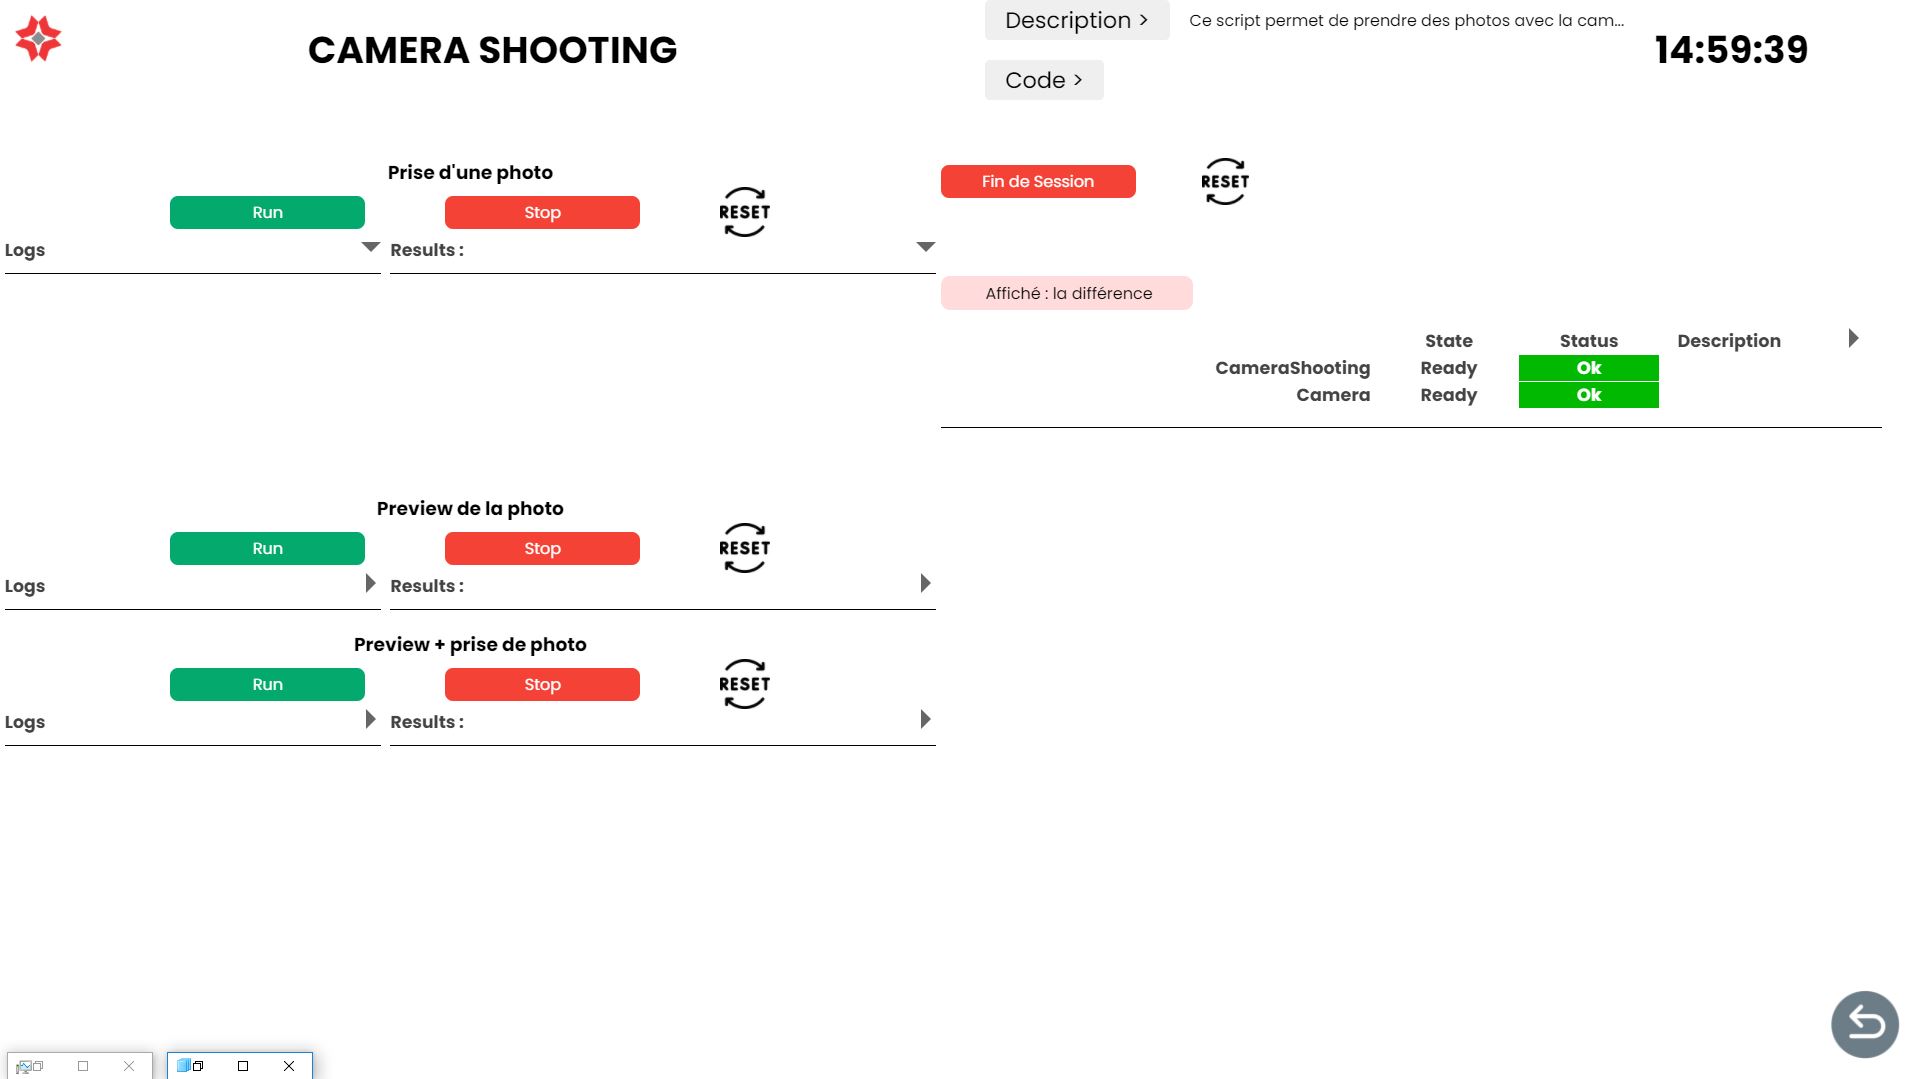 CAMERA SHOOTING
Description >
Ce script permet de prendre des photos avec la cam...
Code >
14:59:39
Prise d'une photo
Run
Stop
RESET
Logs
Results :
Fin de Session
RESET
Affiché : la différence
State Status Description
CameraShooting Ready Ok
Camera Ready Ok
Preview de la photo
Run
Stop
RESET
Logs
Results :
Preview + prise de photo
Run
Stop
RESET
Logs
Results :